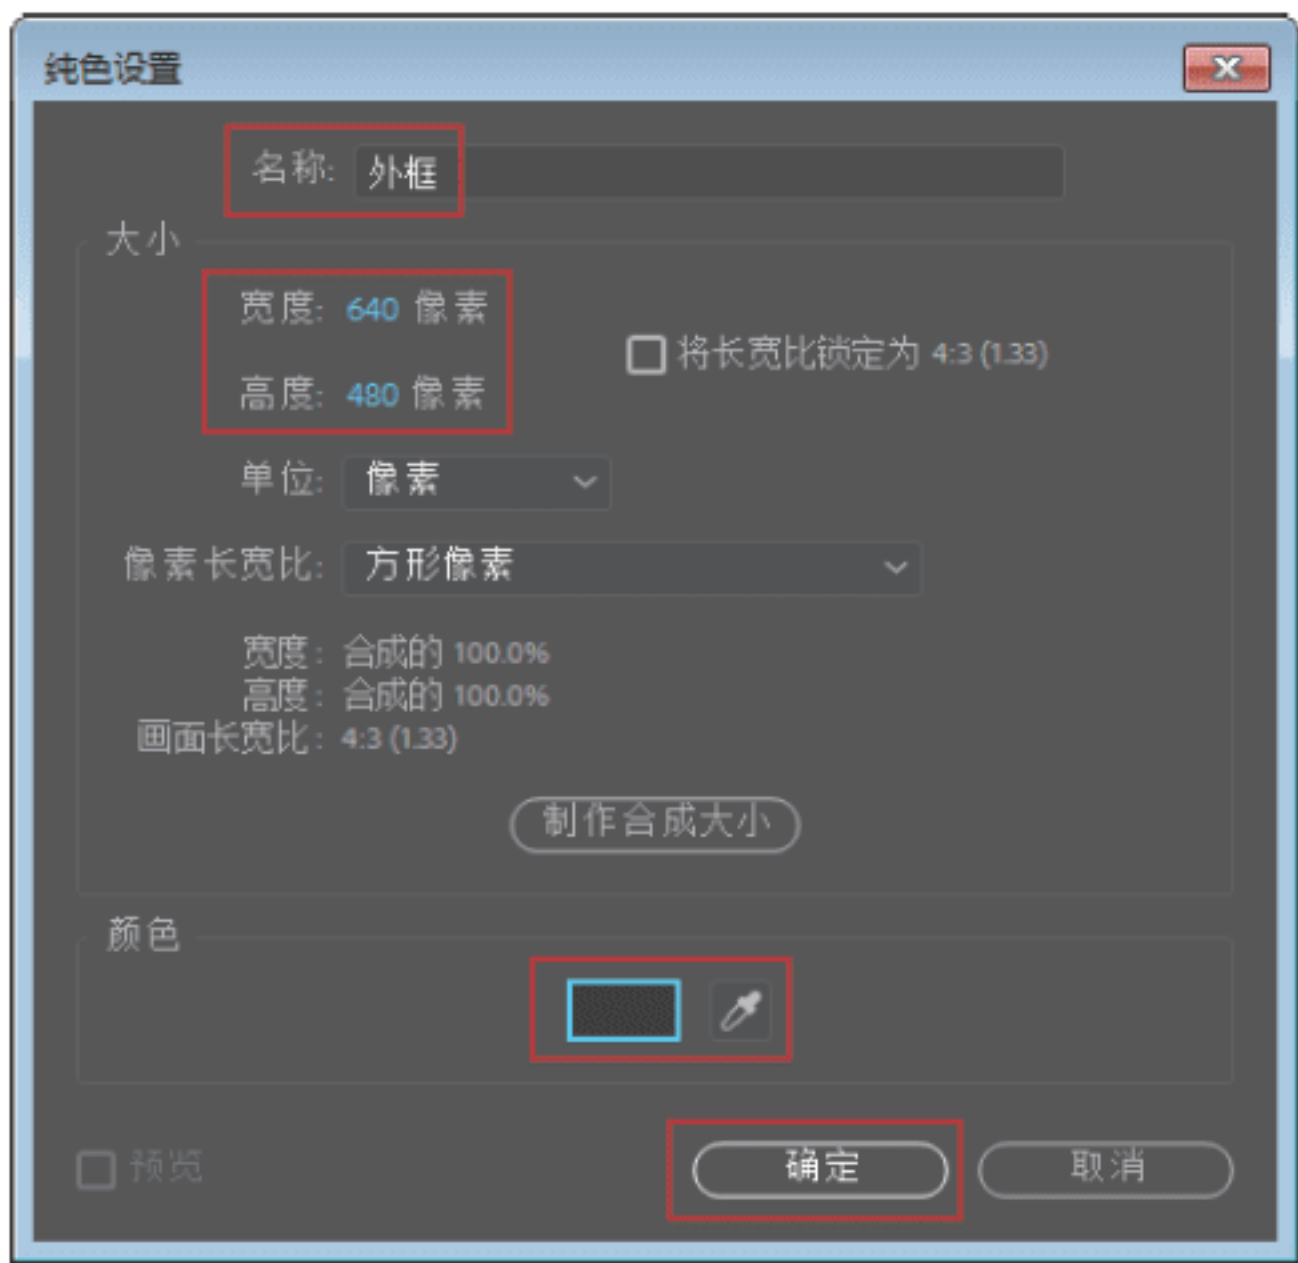 纯色设置
名称: 外框
大小
宽度: 640 像素
将长宽比锁定为 4:3 (1.33)
高度: 480 像素
单位: 像素
像素长宽比: 方形像素
宽度: 合成的 100.0%
高度: 合成的 100.0%
画面长宽比: 4:3 (1.33)
制作合成大小
颜色
预览
确定
取消